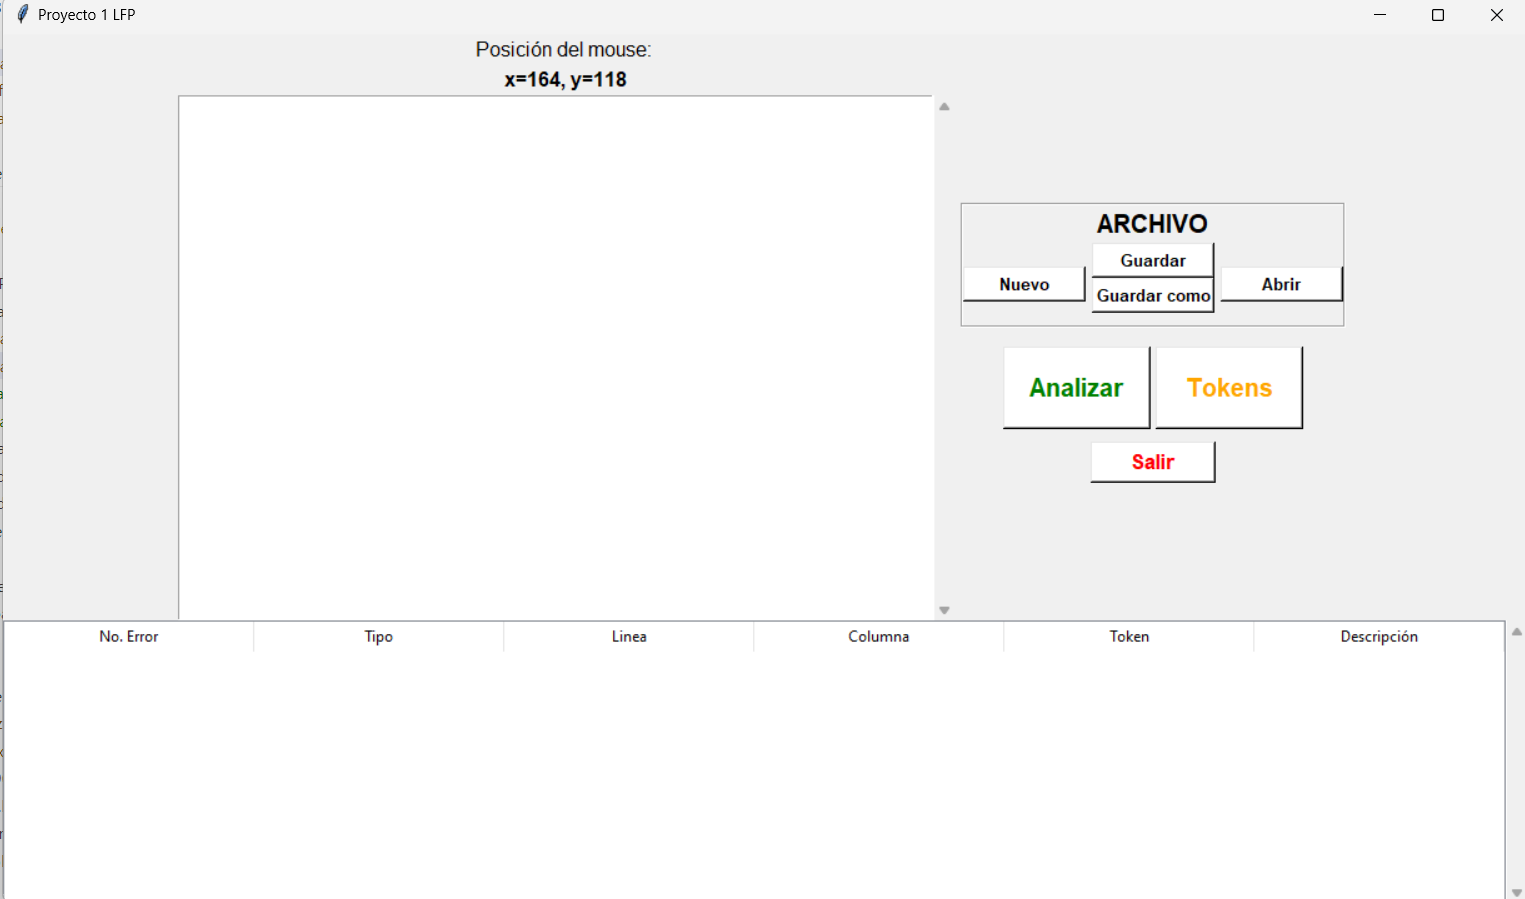 Proyecto 1 LFP
Posición del mouse:
x=164, y=118
ARCHIVO
Guardar
Nuevo
Guardar como
Abrir
Analizar
Tokens
Salir
No. Error Tipo Linea Columna Token Descripción